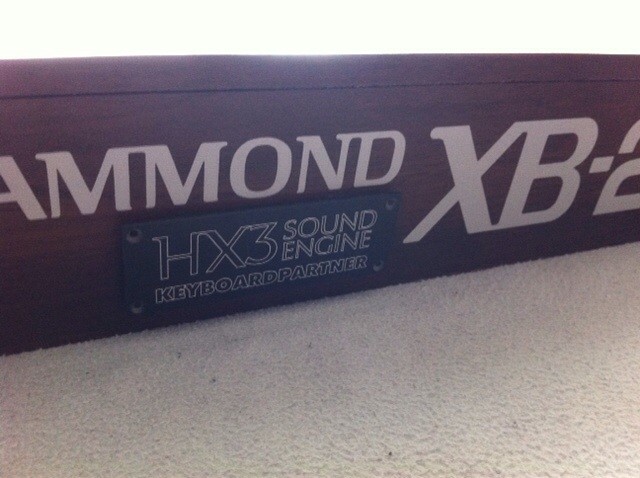 AMMOND XB-2
HX3 SOUND ENGINE
KEYBOARDPARTNER